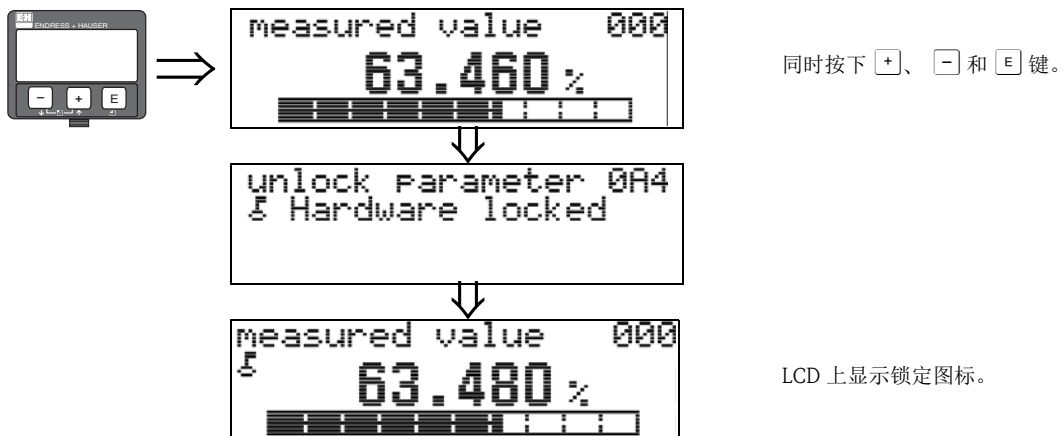 EH
ENDRESS + HAUSER
− + E
measured value 000
63.460 %
同时按下 +、 − 和 E 键。
unlock parameter 0A4
Hardware locked
measured value 000
63.480 %
LCD 上显示锁定图标。